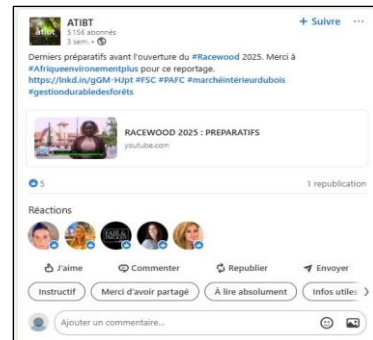 ATIBT
+ Suivre ...
5 156 abonnés
3 sem. •
Derniers préparatifs avant l'ouverture du #Racewood 2025. Merci à
#Afriqueenvironementplus pour ce reportage.
https://lnkd.in/gGM-HJpt #FSC #PAFC #marchéintérieurdubois
#gestiondurabledesforêts
RACEWOOD 2025 : PREPARATIFS
youtube.com
5
1 republication
Réactions
J'aime
Commenter
Republier
Envoyer
Instructif
Merci d'avoir partagé
À lire absolument
Infos utiles
Ajouter un commentaire...